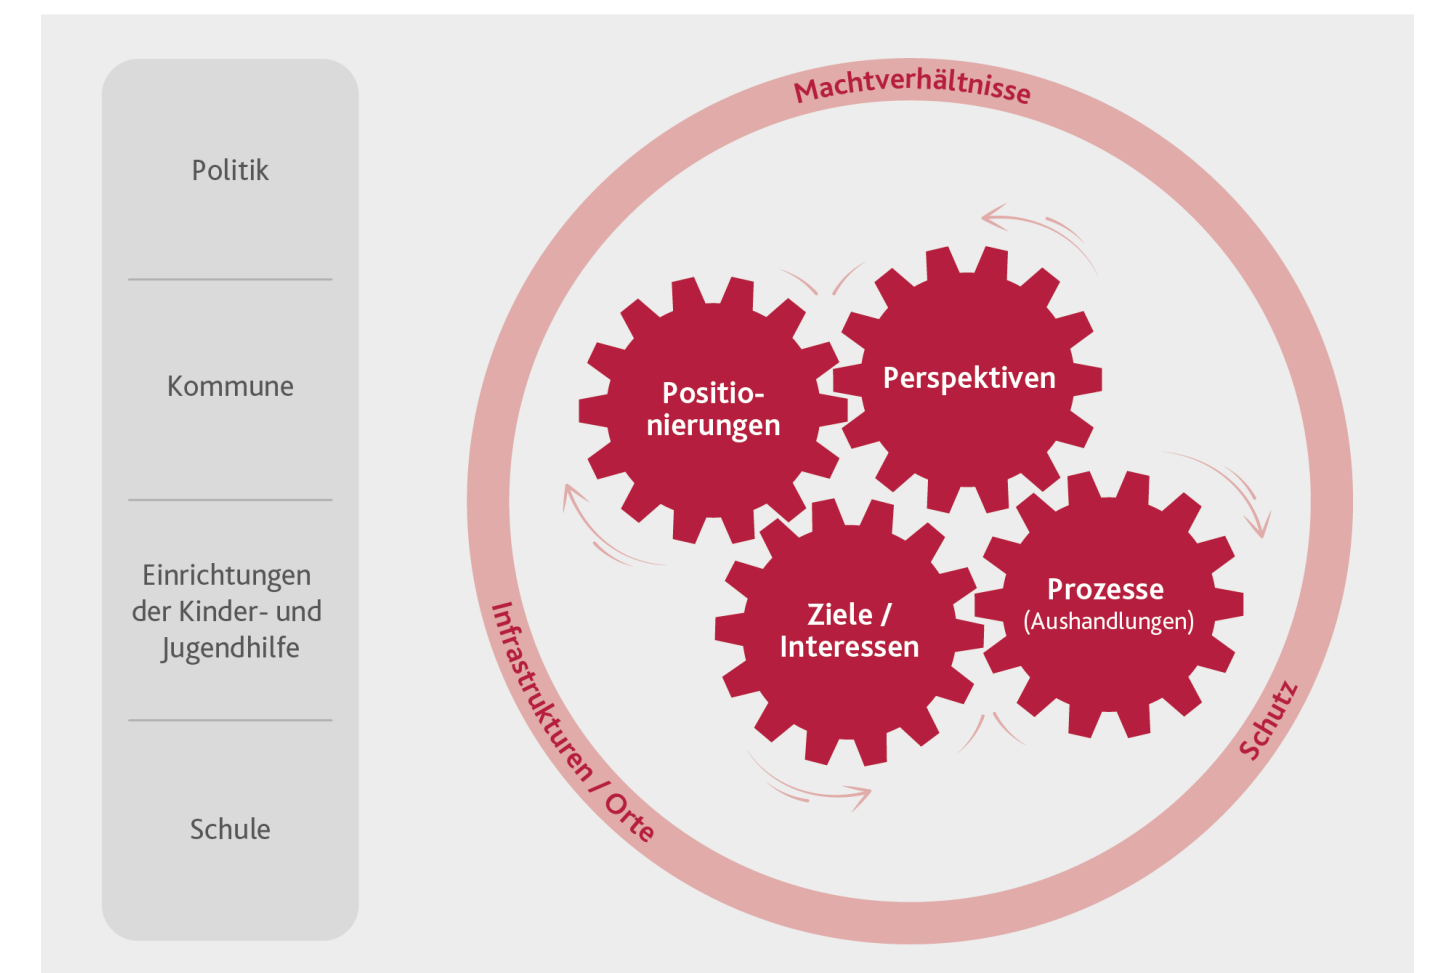 Politik
Kommune
Einrichtungen
der Kinder- und
Jugendhilfe
Schule
Machtverhältnisse
Positio-
nierungen
Perspektiven
Ziele /
Interessen
Prozesse
(Aushandlungen)
Infrastrukturen / Orte
Schutz